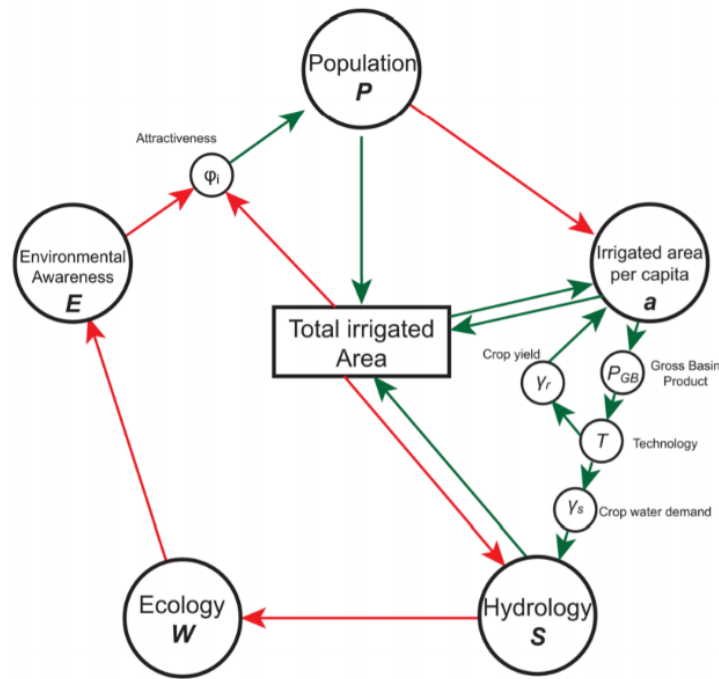 Population
P
Attractiveness
φi
Environmental
Awareness
E
Irrigated area
per capita
a
Total irrigated
Area
Crop yield
γr
PGB
Gross Basin
Product
T
Technology
γs
Crop water demand
Ecology
W
Hydrology
S